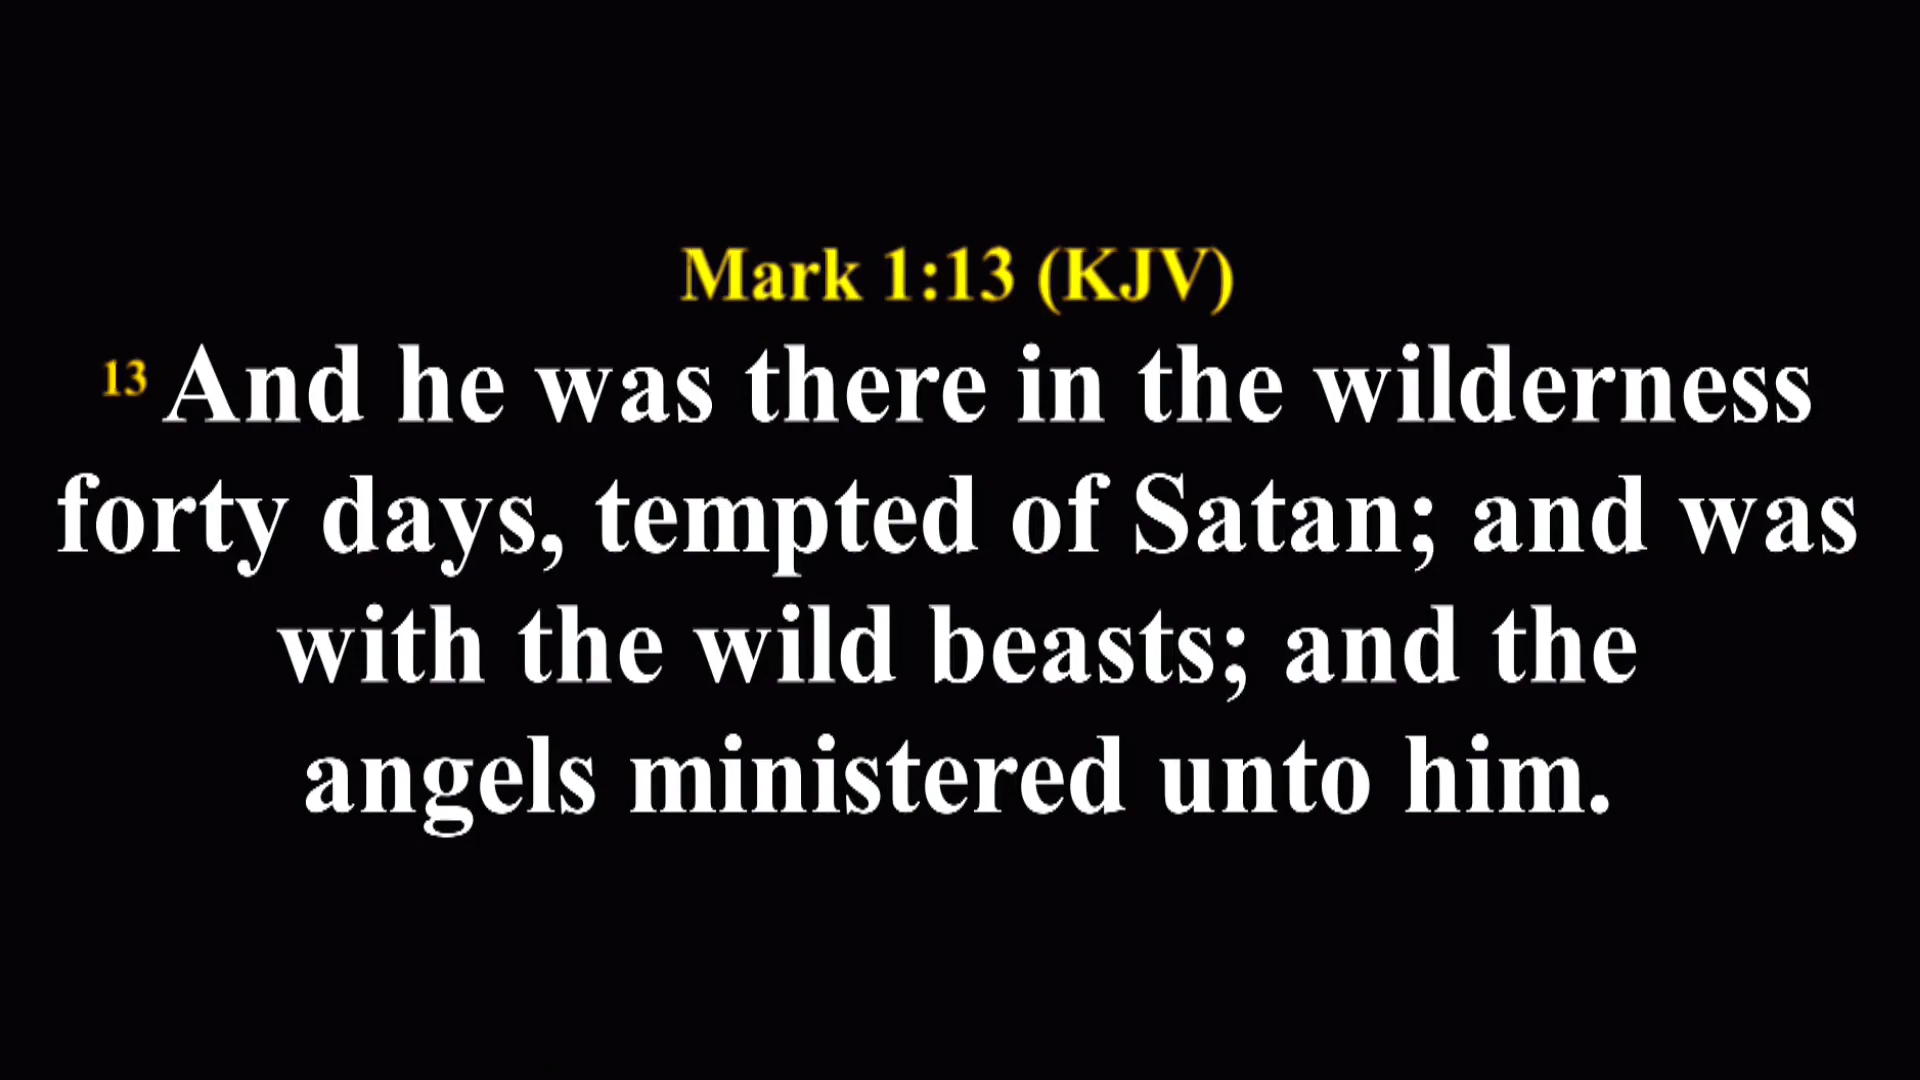 Mark 1:13 (KJV)
13 And he was there in the wilderness
forty days, tempted of Satan; and was
with the wild beasts; and the
angels ministered unto him.